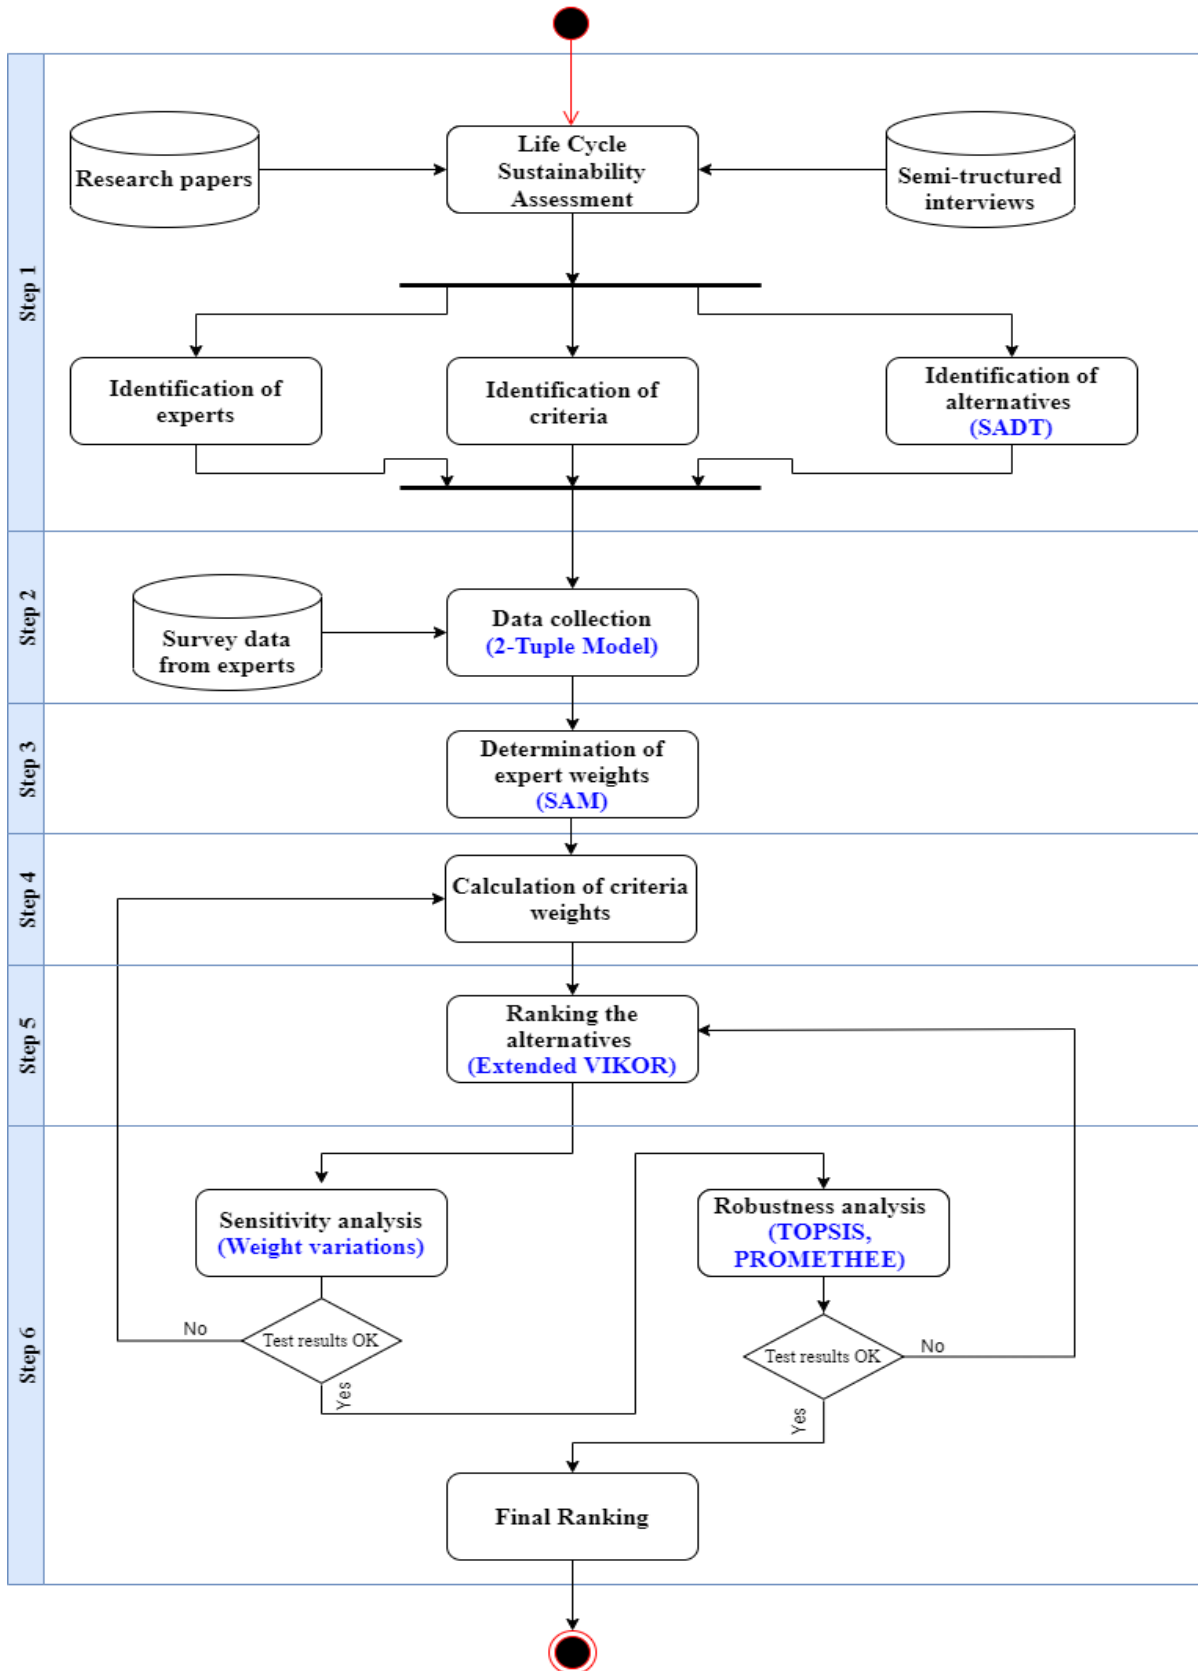 Step 1
Research papers
Life Cycle
Sustainability
Assessment
Semi-tructured
interviews
Identification of
experts
Identification of
criteria
Identification of
alternatives
(SADT)
Step 2
Survey data
from experts
Data collection
(2-Tuple Model)
Step 3
Determination of
expert weights
(SAM)
Step 4
Calculation of criteria
weights
Step 5
Ranking the
alternatives
(Extended VIKOR)
Step 6
Sensitivity analysis
(Weight variations)
Robustness analysis
(TOPSIS,
PROMETHEE)
No
Test results OK
Yes
Test results OK
No
Yes
Final Ranking